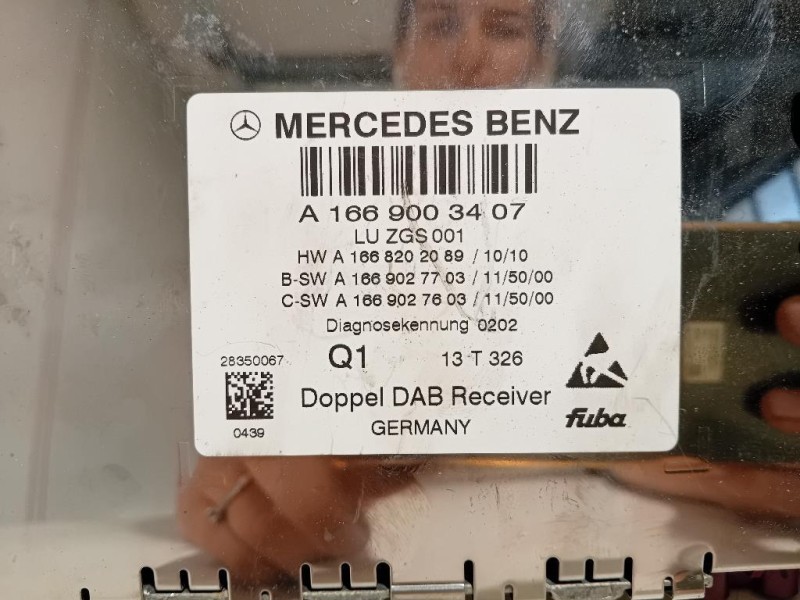 MERCEDES BENZ
A 166 900 34 07
LU ZGS 001
HW A 166 820 20 89 / 10/10
B-SW A 166 902 77 03 / 11/50/00
C-SW A 166 902 76 03 / 11/50/00
Diagnosekennung 0202
28350067 Q1 13 T 326
Doppel DAB Receiver
0439 GERMANY fuba